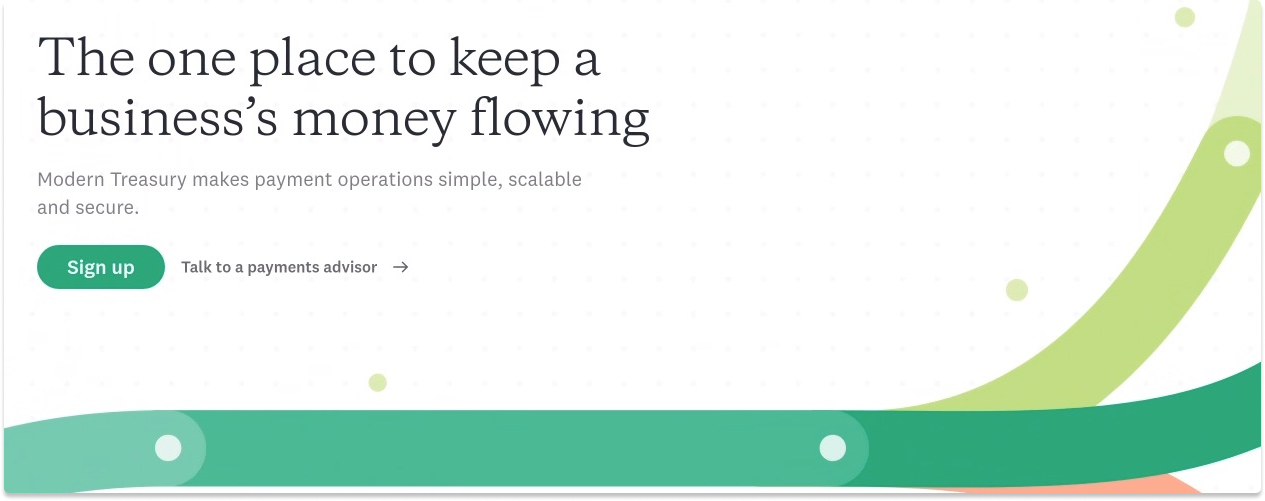 The one place to keep a
business’s money flowing
Modern Treasury makes payment operations simple, scalable
and secure.
Sign up
Talk to a payments advisor →